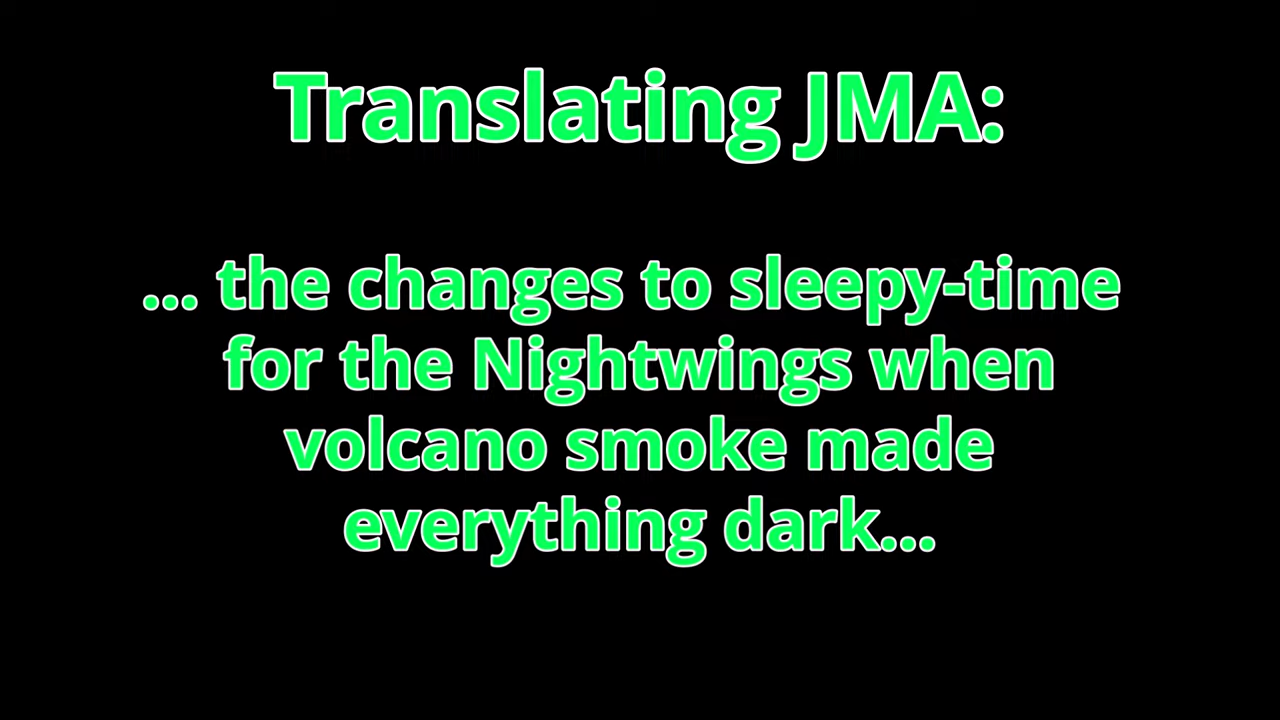 Translating JMA:
... the changes to sleepy-time
for the Nightwings when
volcano smoke made
everything dark...